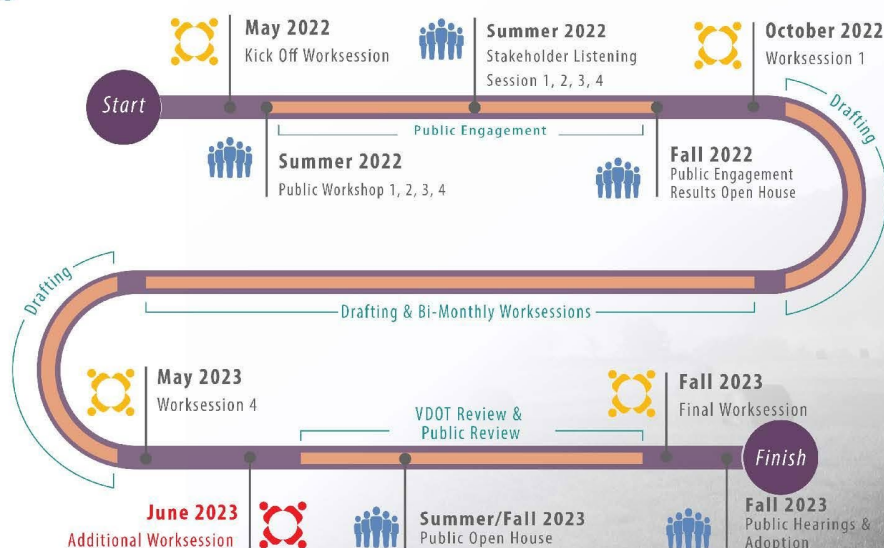 Start
May 2022
Kick Off Worksession
Summer 2022
Stakeholder Listening
Session 1, 2, 3, 4
October 2022
Worksession 1
Public Engagement
Summer 2022
Public Workshop 1, 2, 3, 4
Fall 2022
Public Engagement
Results Open House
Drafting
Drafting & Bi-Monthly Worksessions
Drafting
May 2023
Worksession 4
VDOT Review &
Public Review
Fall 2023
Final Worksession
Finish
June 2023
Additional Worksession
Summer/Fall 2023
Public Open House
Fall 2023
Public Hearings &
Adoption